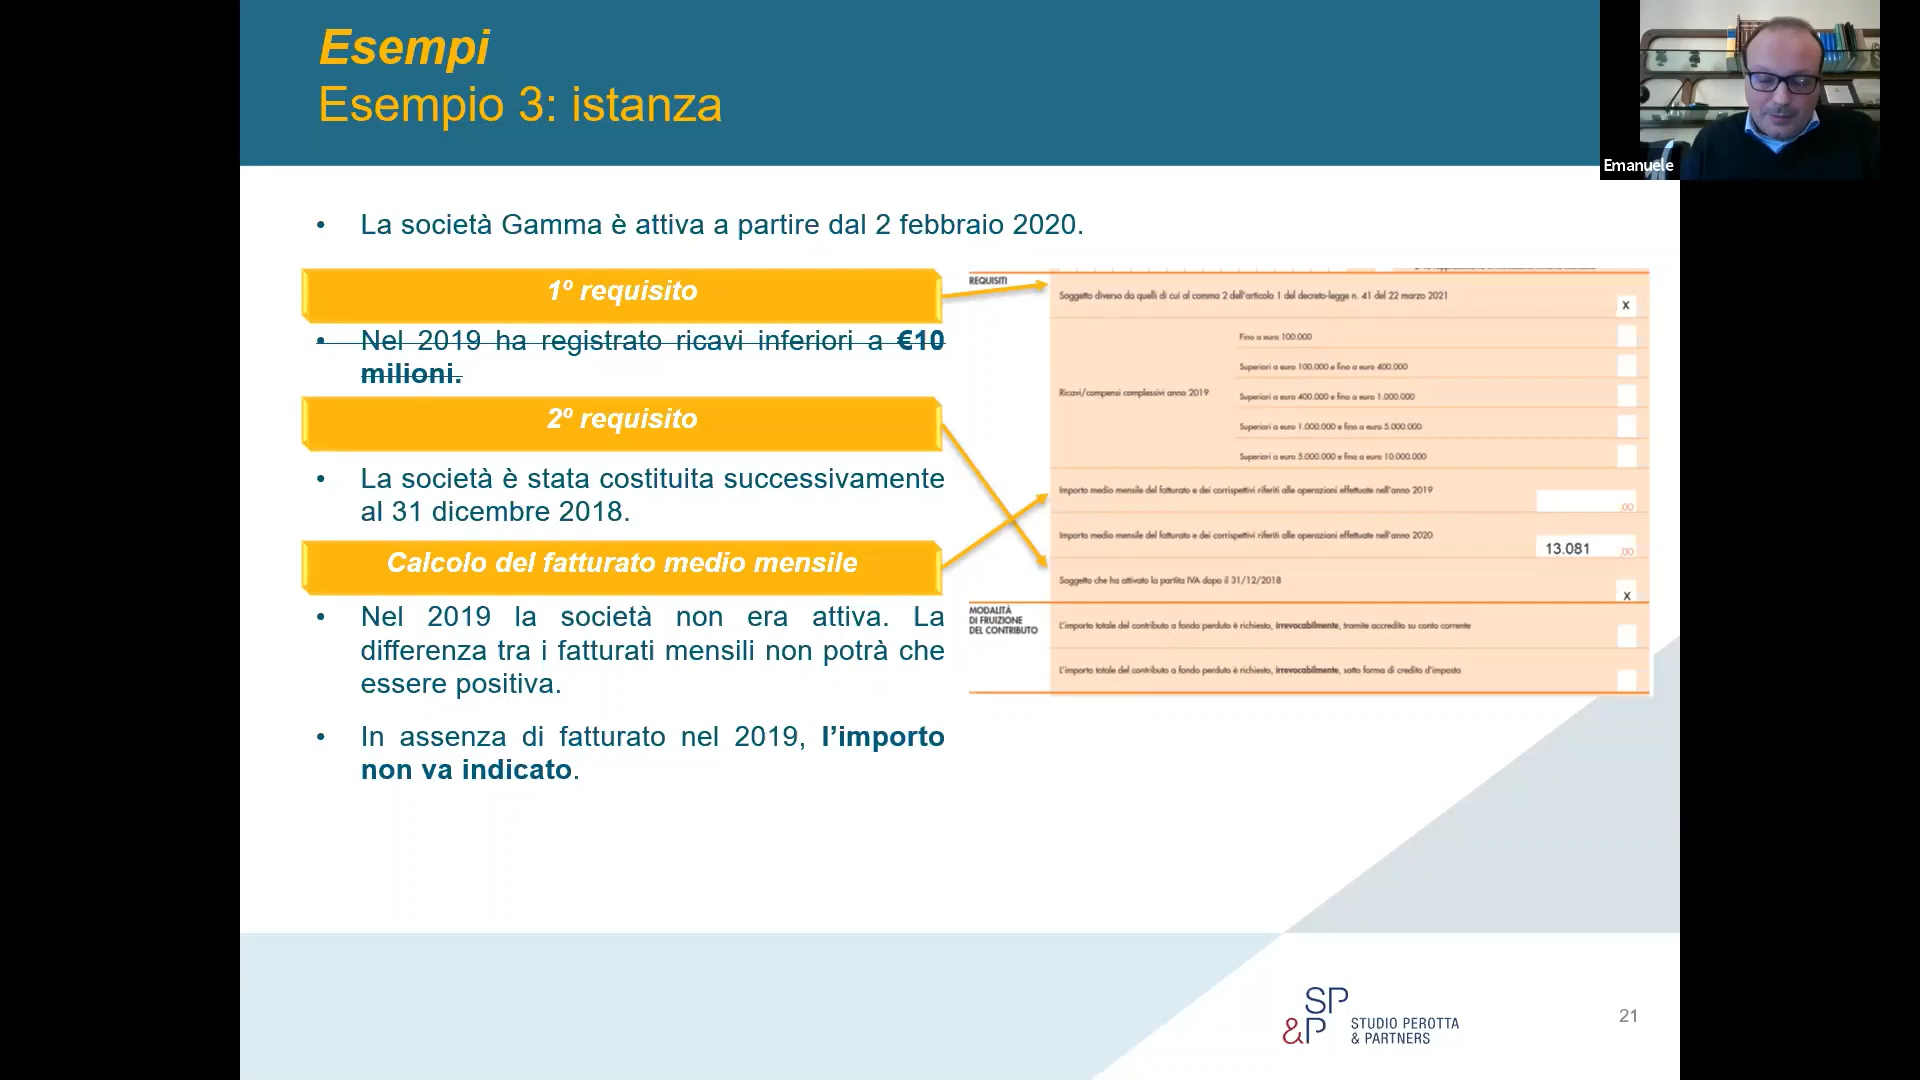 Esempi
Esempio 3: istanza
Emanuele
• La società Gamma è attiva a partire dal 2 febbraio 2020.
1º requisito
• Nel 2019 ha registrato ricavi inferiori a €10
milioni.
2º requisito
• La società è stata costituita successivamente
al 31 dicembre 2018.
Calcolo del fatturato medio mensile
• Nel 2019 la società non era attiva. La
differenza tra i fatturati mensili non potrà che
essere positiva.
• In assenza di fatturato nel 2019, l’importo
non va indicato.
REQUISITI
Soggetto diverso da quelli di cui al comma 2 dell'articolo 1 del decreto-legge n. 41 del 22 marzo 2021
X
Ricavi/compensi complessivi anno 2019
Fino a euro 100.000
Superiori a euro 100.000 e fino a euro 400.000
Superiori a euro 400.000 e fino a euro 1.000.000
Superiori a euro 1.000.000 e fino a euro 5.000.000
Superiori a euro 5.000.000 e fino a euro 10.000.000
Importo medio mensile del fatturato e dei corrispettivi riferiti alle operazioni effettuate nell'anno 2019
,00
Importo medio mensile del fatturato e dei corrispettivi riferiti alle operazioni effettuate nell'anno 2020
13.081 ,00
Soggetto che ha attivato la partita IVA dopo il 31/12/2018
X
MODALITÀ
DI FRUIZIONE
DEL CONTRIBUTO
L'importo totale del contributo a fondo perduto è richiesto, irrevocabilmente, tramite accredito su conto corrente
L'importo totale del contributo a fondo perduto è richiesto, irrevocabilmente, sotto forma di credito d'imposta
SP
&P
STUDIO PEROTTA
& PARTNERS
21